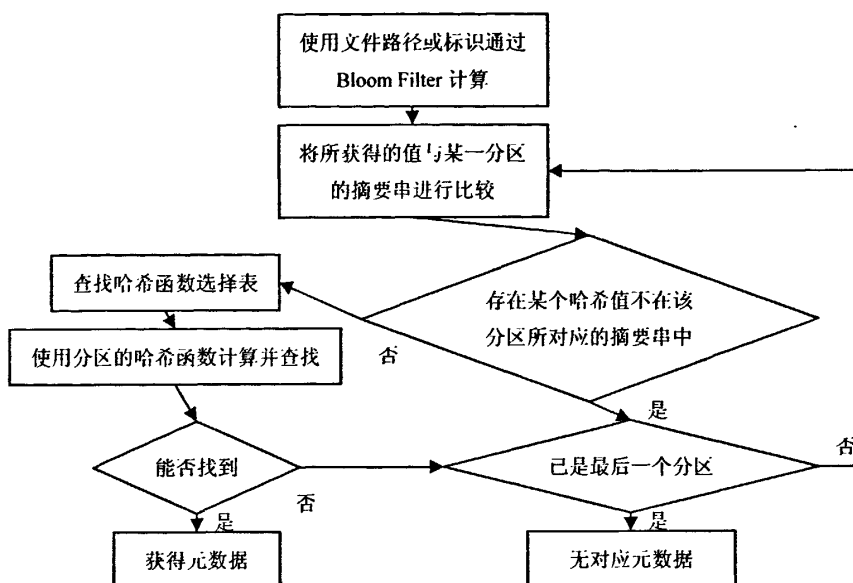 使用文件路径或标识通过
Bloom Filter 计算
将所获得的值与某一分区
的摘要串进行比较
存在某个哈希值不在该
分区所对应的摘要串中
查找哈希函数选择表
否
使用分区的哈希函数计算并查找
是
否
已是最后一个分区
能否找到
否
是
是
获得元数据
无对应元数据